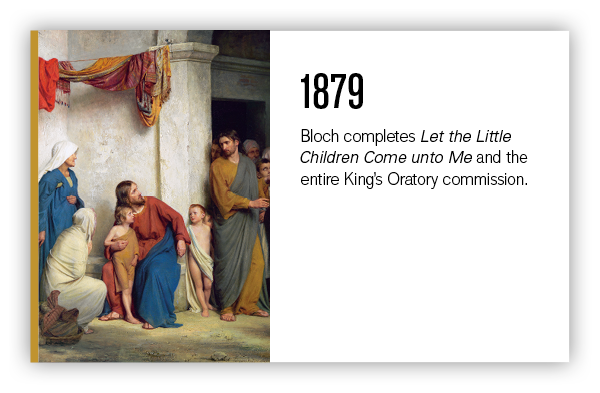 1879
Bloch completes Let the Little
Children Come unto Me and the
entire King's Oratory commission.